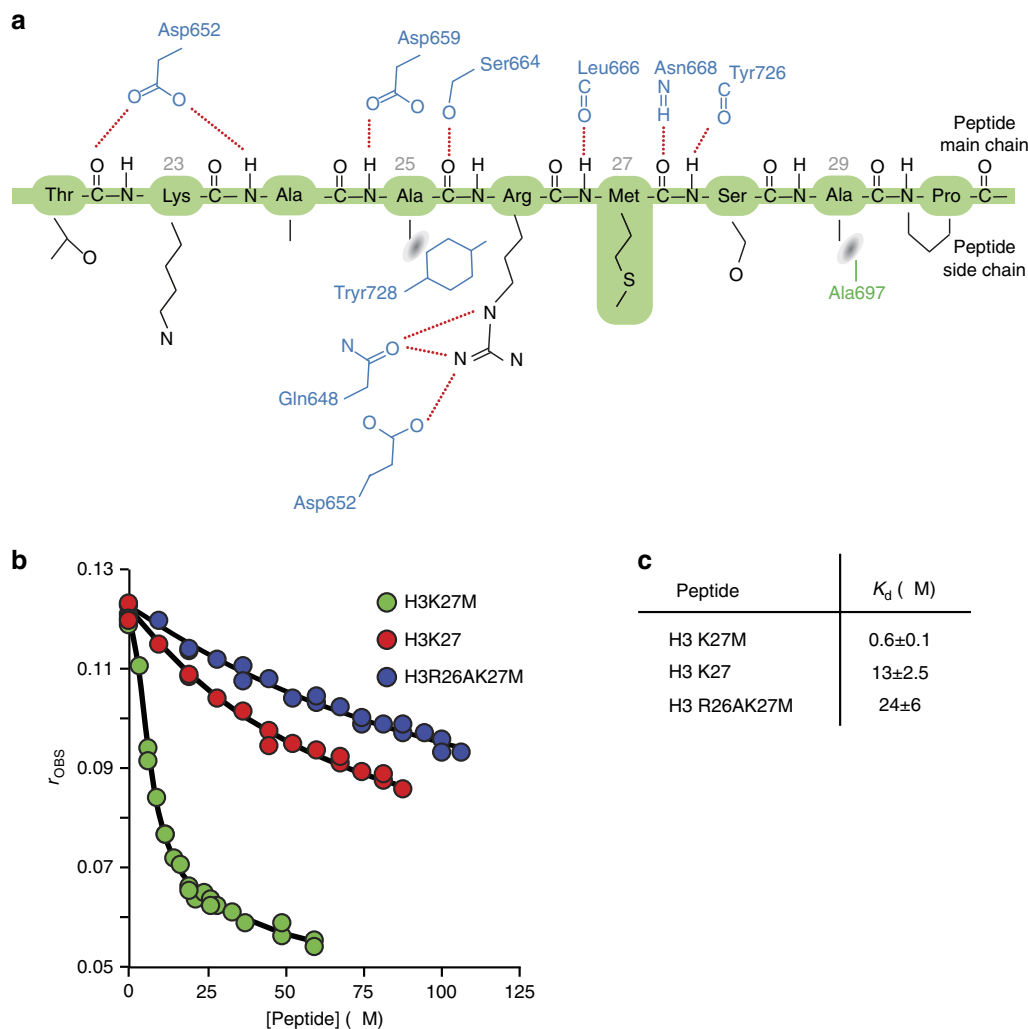 a
Asp652
Asp659
Ser664
Leu666
Asn668
Tyr726
O
O
O
O
O
C
O
N
H
C
O
Peptide
main chain
O H 23 O H O H 25 O H O H 27 O H O H 29 O H O
Thr C N Lys C N Ala C N Ala C N Arg C N Met C N Ser C N Ala C N Pro C
O
N
Tryr728
S
O
Ala697
Peptide
side chain
N
N
N
N
O
Gln648
O
O
Asp652
b
0.13
0.11
0.09
0.07
0.05
rOBS
0
25
50
75
100
125
[Peptide] ( M)
H3K27M
H3K27
H3R26AK27M
c
Peptide Kd ( M)
H3 K27M 0.6±0.1
H3 K27 13±2.5
H3 R26AK27M 24±6